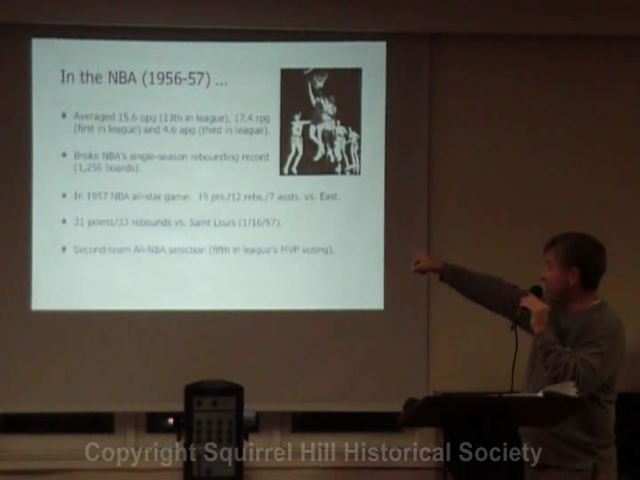 In the NBA (1956-57) ...
Averaged 15.6 ppg (13th in league), 17.4 rpg
(first in league) and 4.6 apg (third in league).
Broke NBA's single-season rebounding record
(1,256 boards).
In 1957 NBA all-star game: 19 pts./12 rebs./7 assts. vs. East.
31 points/33 rebounds vs. Saint Louis (1/16/57).
Second-team All-NBA selection (fifth in league's MVP voting).
Copyright Squirrel Hill Historical Society